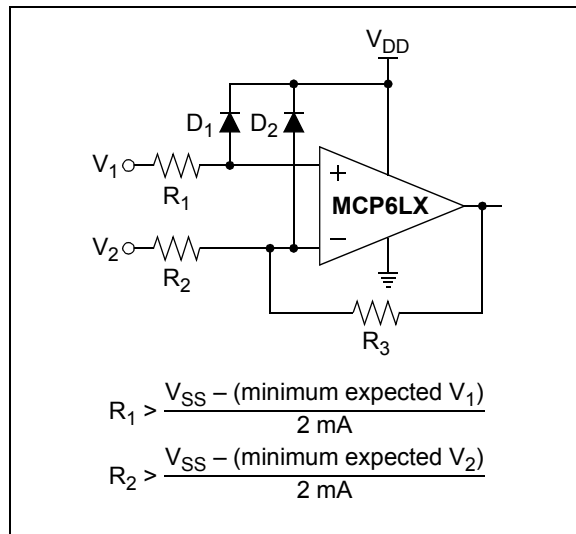 V_DD
D_1 D_2
V_1
R_1
+
MCP6LX
V_2
R_2
–
R_3
R_1 > V_SS – (minimum expected V_1)
2 mA
R_2 > V_SS – (minimum expected V_2)
2 mA